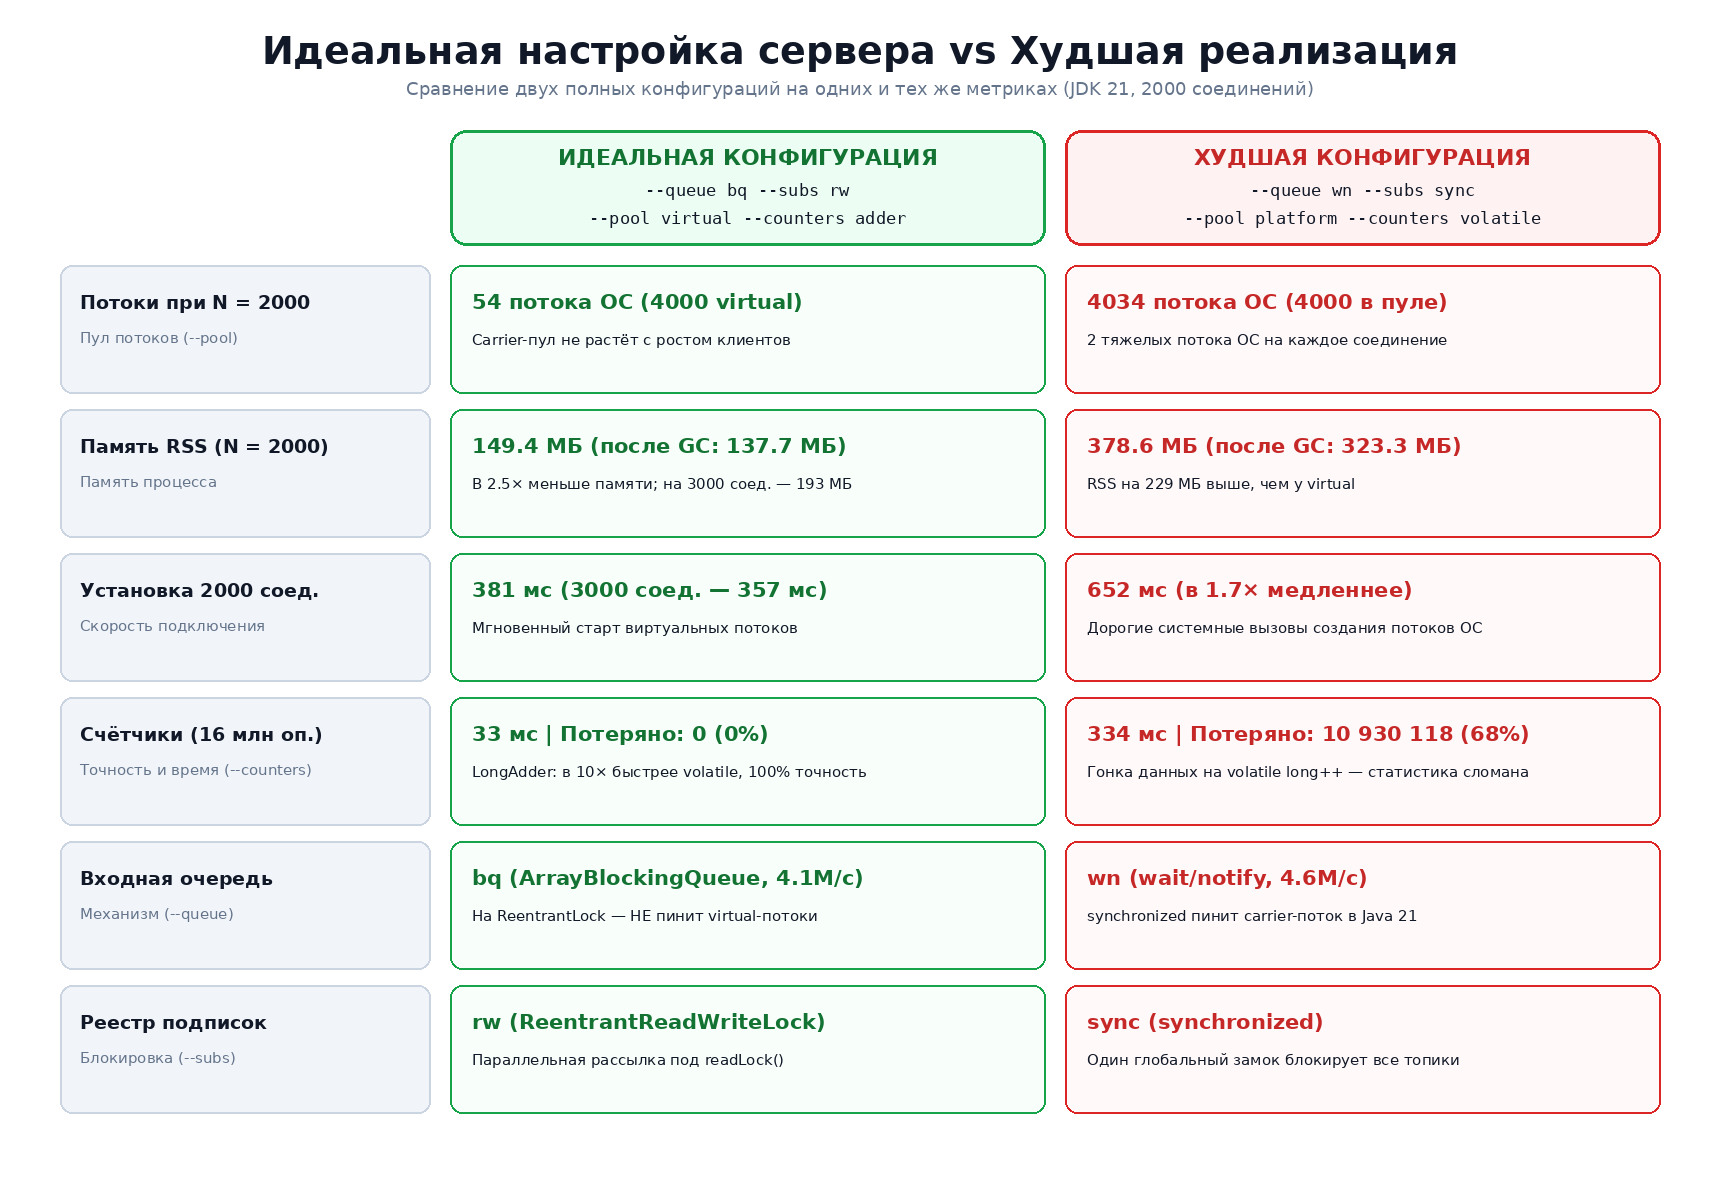 Идеальная настройка сервера vs Худшая реализация
Сравнение двух полных конфигураций на одних и тех же метриках (JDK 21, 2000 соединений)
ИДЕАЛЬНАЯ КОНФИГУРАЦИЯ
--queue bq --subs rw
--pool virtual --counters adder
ХУДШАЯ КОНФИГУРАЦИЯ
--queue wn --subs sync
--pool platform --counters volatile
Потоки при N = 2000
Пул потоков (--pool)
54 потока ОС (4000 virtual)
Carrier-пул не растёт с ростом клиентов
4034 потока ОС (4000 в пуле)
2 тяжелых потока ОС на каждое соединение
Память RSS (N = 2000)
Память процесса
149.4 МБ (после GC: 137.7 МБ)
В 2.5× меньше памяти; на 3000 соед. — 193 МБ
378.6 МБ (после GC: 323.3 МБ)
RSS на 229 МБ выше, чем у virtual
Установка 2000 соед.
Скорость подключения
381 мс (3000 соед. — 357 мс)
Мгновенный старт виртуальных потоков
652 мс (в 1.7× медленнее)
Дорогие системные вызовы создания потоков ОС
Счётчики (16 млн оп.)
Точность и время (--counters)
33 мс | Потеряно: 0 (0%)
LongAdder: в 10× быстрее volatile, 100% точность
334 мс | Потеряно: 10 930 118 (68%)
Гонка данных на volatile long++ — статистика сломана
Входная очередь
Механизм (--queue)
bq (ArrayBlockingQueue, 4.1M/c)
На ReentrantLock — НЕ пинит virtual-потоки
wn (wait/notify, 4.6M/c)
synchronized пинит carrier-поток в Java 21
Реестр подписок
Блокировка (--subs)
rw (ReentrantReadWriteLock)
Параллельная рассылка под readLock()
sync (synchronized)
Один глобальный замок блокирует все топики